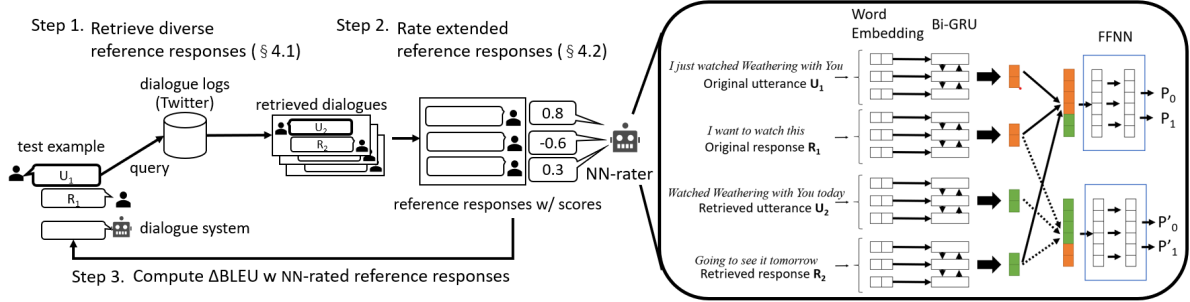 Step 1. Retrieve diverse
reference responses (§4.1)
Step 2. Rate extended
reference responses (§4.2)
dialogue logs
(Twitter)
retrieved dialogues
U2
R2
test example
U1
R1
query
dialogue system
0.8
-0.6
0.3
NN-rater
reference responses w/ scores
Step 3. Compute ΔBLEU w NN-rated reference responses
Word
Embedding
Bi-GRU
FFNN
I just watched Weathering with You
Original utterance U1
I want to watch this
Original response R1
Watched Weathering with You today
Retrieved utterance U2
Going to see it tomorrow
Retrieved response R2
P0
P1
P'0
P'1